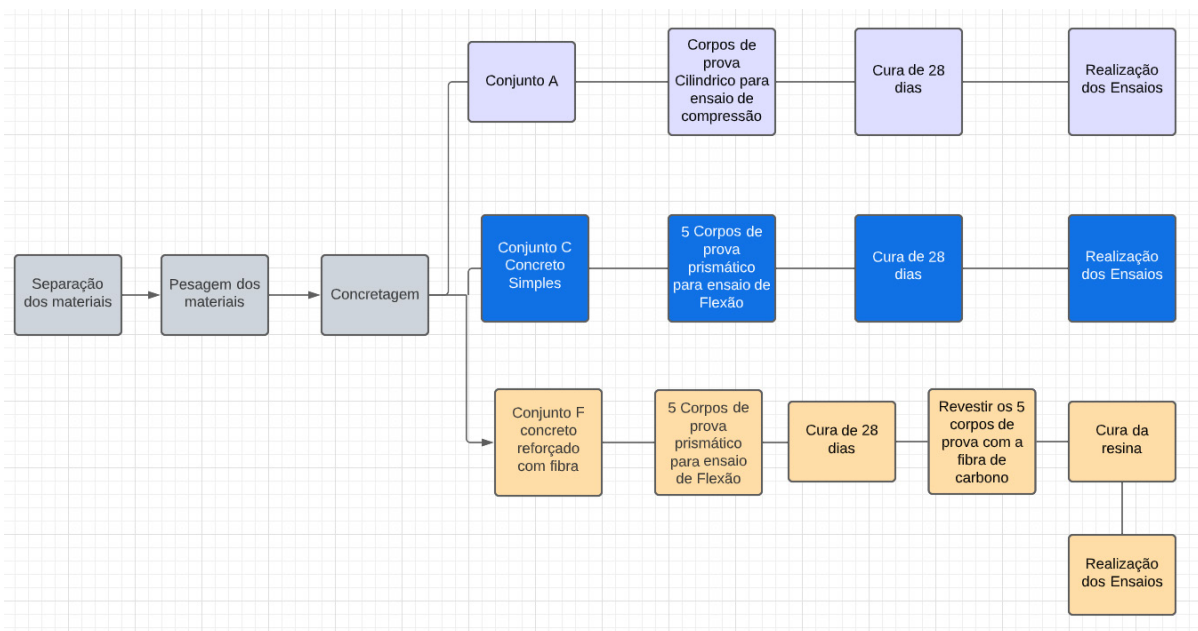 Separação
dos materiais
Pesagem dos
materiais
Concretagem
Conjunto A
Corpos de
prova
Cilindrico para
ensaio de
compressão
Cura de 28
dias
Realização
dos Ensaios
Conjunto C
Concreto
Simples
5 Corpos de
prova
prismático
para ensaio de
Flexão
Cura de 28
dias
Realização
dos Ensaios
Conjunto F
concreto
reforçado
com fibra
5 Corpos de
prova
prismático
para ensaio
de Flexão
Cura de 28
dias
Revestir os 5
corpos de
prova com a
fibra de
carbono
Cura da
resina
Realização
dos Ensaios